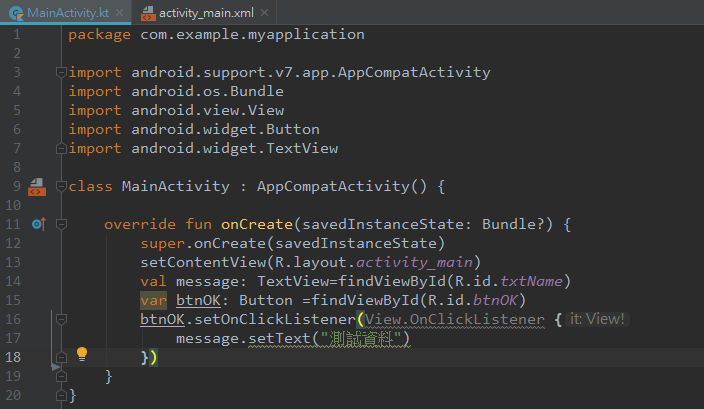 MainActivity.kt activity_main.xml
1 package com.example.myapplication
2
3 import android.support.v7.app.AppCompatActivity
4 import android.os.Bundle
5 import android.view.View
6 import android.widget.Button
7 import android.widget.TextView
8
9 class MainActivity : AppCompatActivity() {
10
11 override fun onCreate(savedInstanceState: Bundle?) {
12 super.onCreate(savedInstanceState)
13 setContentView(R.layout.activity_main)
14 val message: TextView=findViewById(R.id.txtName)
15 var btnOK: Button =findViewById(R.id.btnOK)
16 btnOK.setOnClickListener(View.OnClickListener { it: View!
17 message.setText("測試資料")
18 })
19 }
20 }